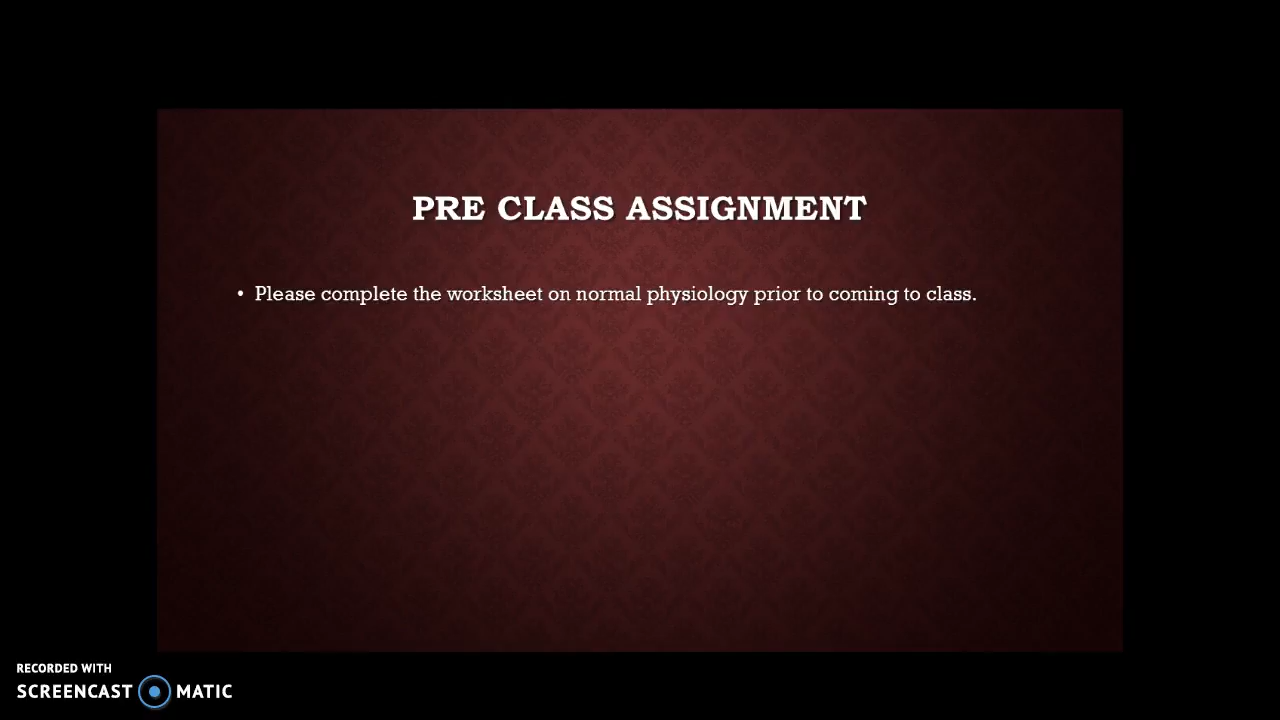 PRE CLASS ASSIGNMENT
• Please complete the worksheet on normal physiology prior to coming to class.
RECORDED WITH
SCREENCAST MATIC